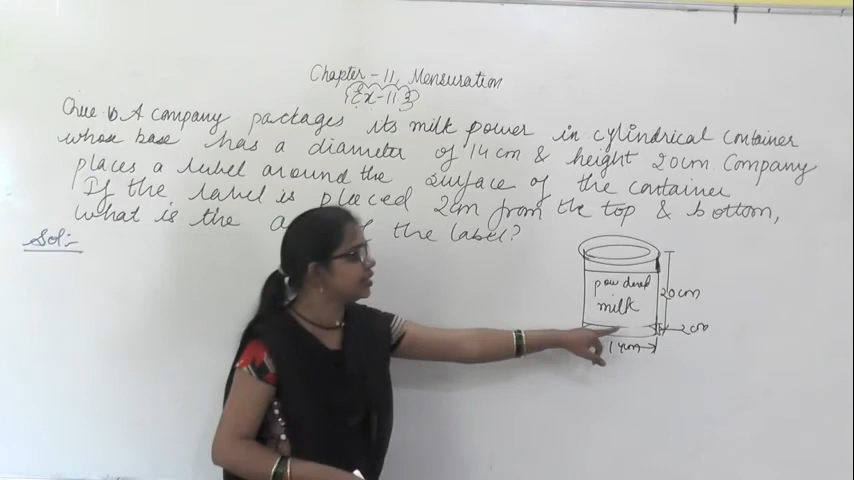 Chapter - 11, Mensuration
Ex - 11.3
Que 10 A company packages its milk power in cylindrical container
whose base has a diameter of 14 cm & height 20 cm. Company
places a label around the surface of the container
If the label is placed 2 cm from the top & bottom,
what is the the label?
Sol:-
powdered
milk
20 cm
2 cm
14 cm